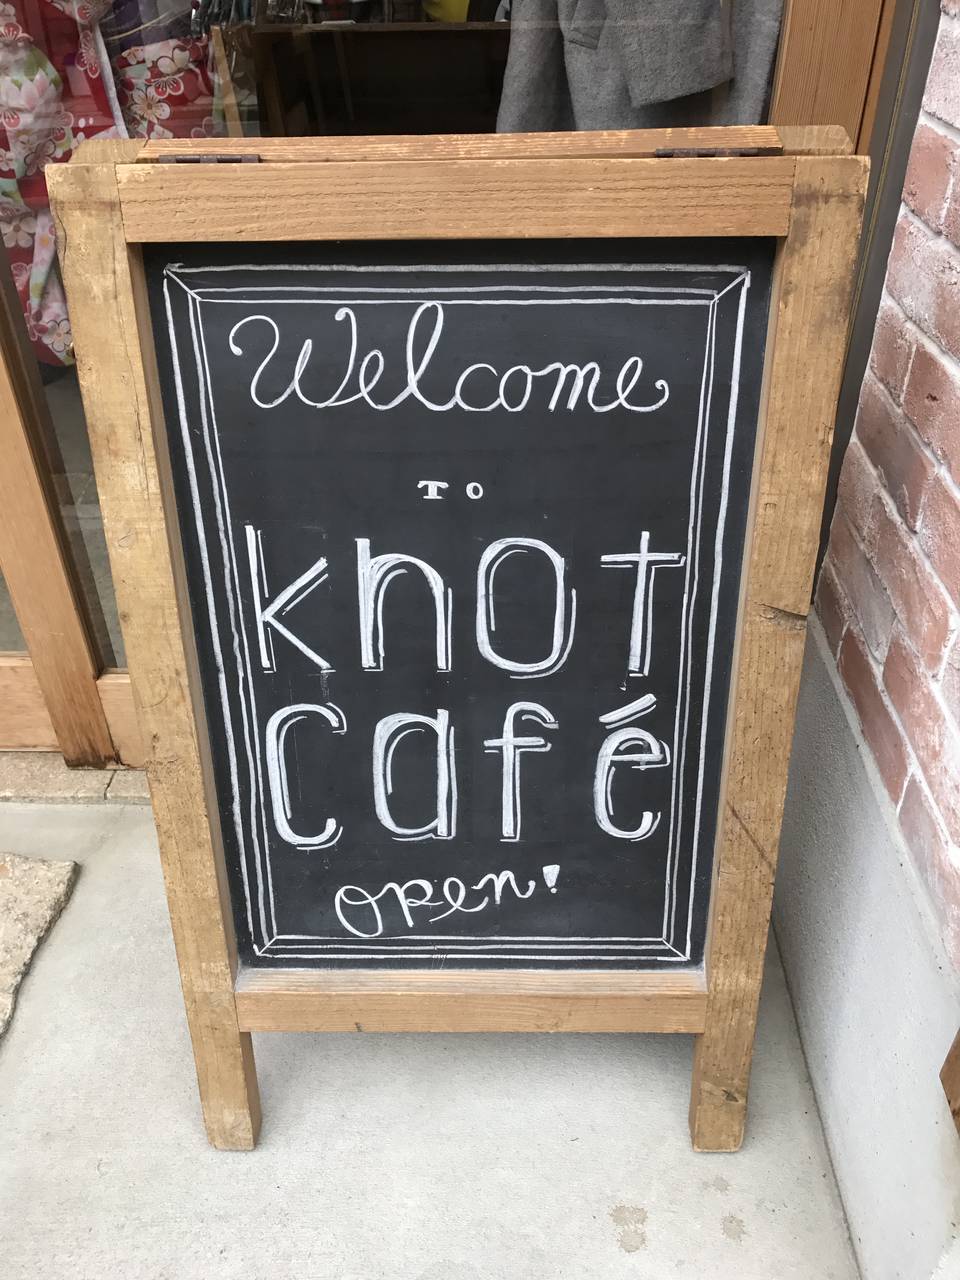 Welcome
TO
knot
Café
open!